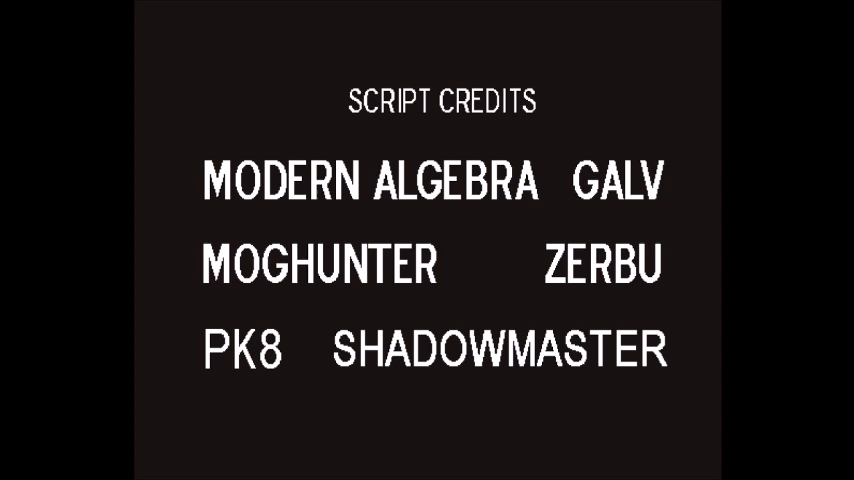 SCRIPT CREDITS
MODERN ALGEBRA GALV
MOGHUNTER ZERBU
PK8 SHADOWMASTER